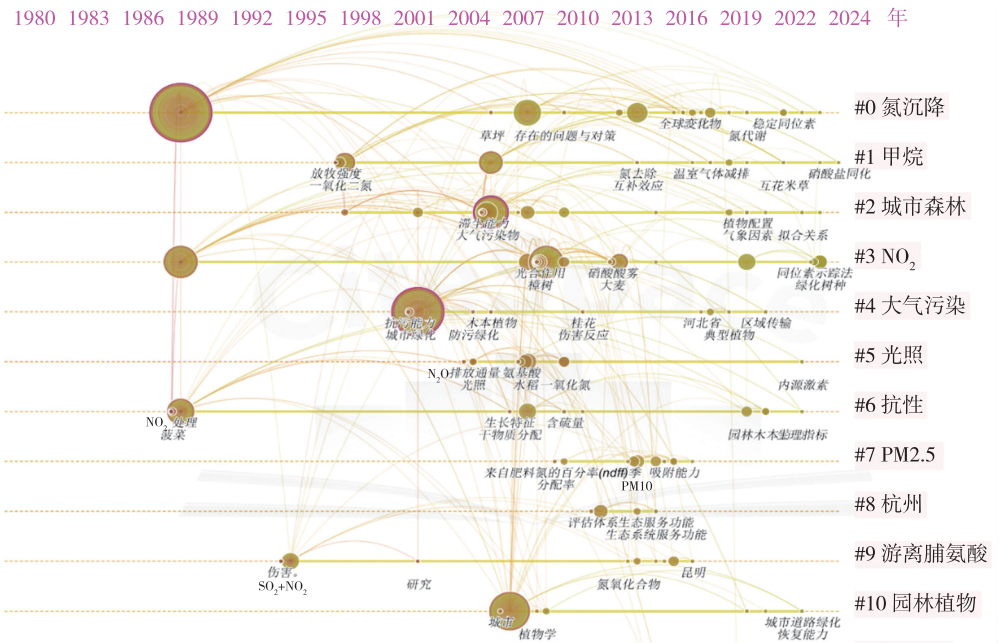 1980 1983 1986 1989 1992 1995 1998 2001 2004 2007 2010 2013 2016 2019 2022 2024 年
#0 氮沉降
草坪 存在的问题与对策 全球变化物 氮代谢 稳定同位素
#1 甲烷
放牧强度 氮去除 温室气体减排 硝酸盐同化
一氧化二氮 互补效应 互花米草
#2 城市森林
滞尘能力 植物配置
大气污染物 气象因素 拟合关系
#3 NO2
光合作用 硝酸酸雾 同位素示踪法
樟树 大麦 绿化树种
#4 大气污染
抗污能力 木本植物 桂花 河北省 区域传输
城市绿化 防污绿化 伤害反应 典型植物
#5 光照
N2O排放通量 氨基酸
光照 水稻 一氧化氮 内源激素
#6 抗性
NO2 处理 生长特征 含硫量
菠菜 干物质分配 园林木本 生理指标
#7 PM2.5
来自肥料氮的百分率(ndff) 季 吸附能力
分配率 PM10
#8 杭州
评估体系 生态服务功能
生态系统服务功能
#9 游离脯氨酸
伤害。 昆明
SO2+NO2 研究 氮氧化合物
#10 园林植物
城市 城市道路绿化
植物学 恢复能力